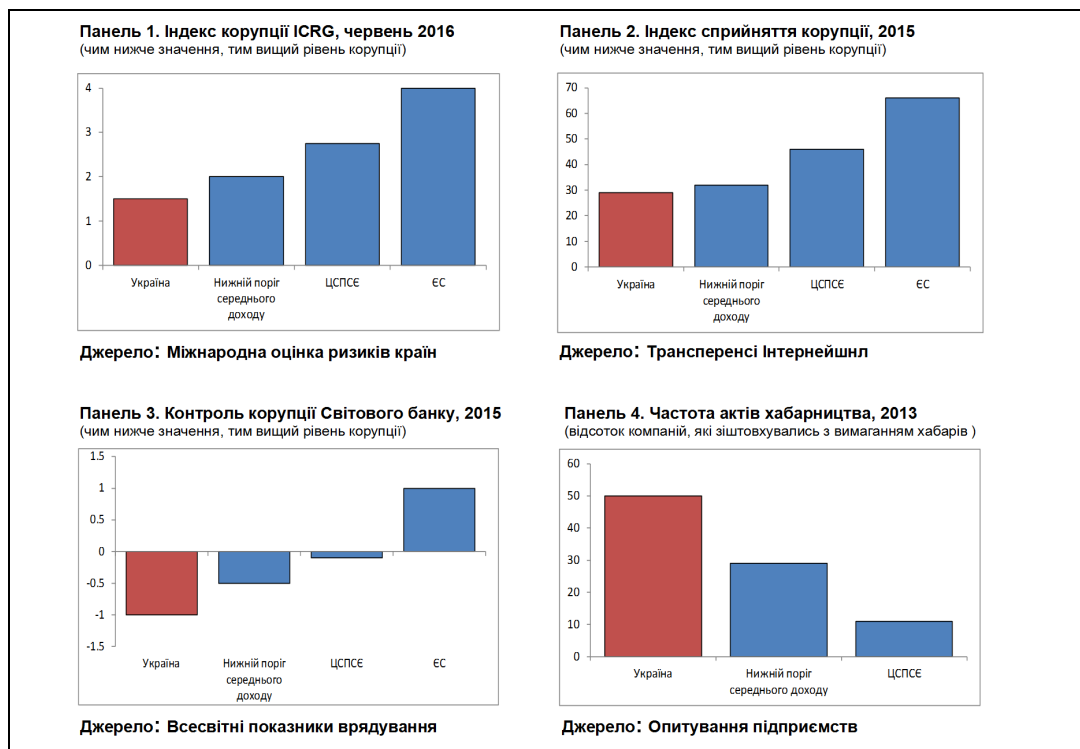 Панель 1. Індекс корупції ICRG, червень 2016
(чим нижче значення, тим вищий рівень корупції)
4
3
2
1
0
Україна
Нижній поріг
середнього
доходу
ЦСПСЄ
ЄС
Джерело: Міжнародна оцінка ризиків країн
Панель 2. Індекс сприйняття корупції, 2015
(чим нижче значення, тим вищий рівень корупції)
70
60
50
40
30
20
10
0
Україна
Нижній поріг
середнього
доходу
ЦСПСЄ
ЄС
Джерело: Трансперенсі Інтернейшнл
Панель 3. Контроль корупції Світового банку, 2015
(чим нижче значення, тим вищий рівень корупції)
1.5
1
0.5
0
-0.5
-1
-1.5
Україна
Нижній поріг
середнього
доходу
ЦСПСЄ
ЄС
Джерело: Всесвітні показники врядування
Панель 4. Частота актів хабарництва, 2013
(відсоток компаній, які зіштовхувались з вимаганням хабарів )
60
50
40
30
20
10
0
Україна
Нижній поріг
середнього доходу
ЦСПСЄ
Джерело: Опитування підприємств